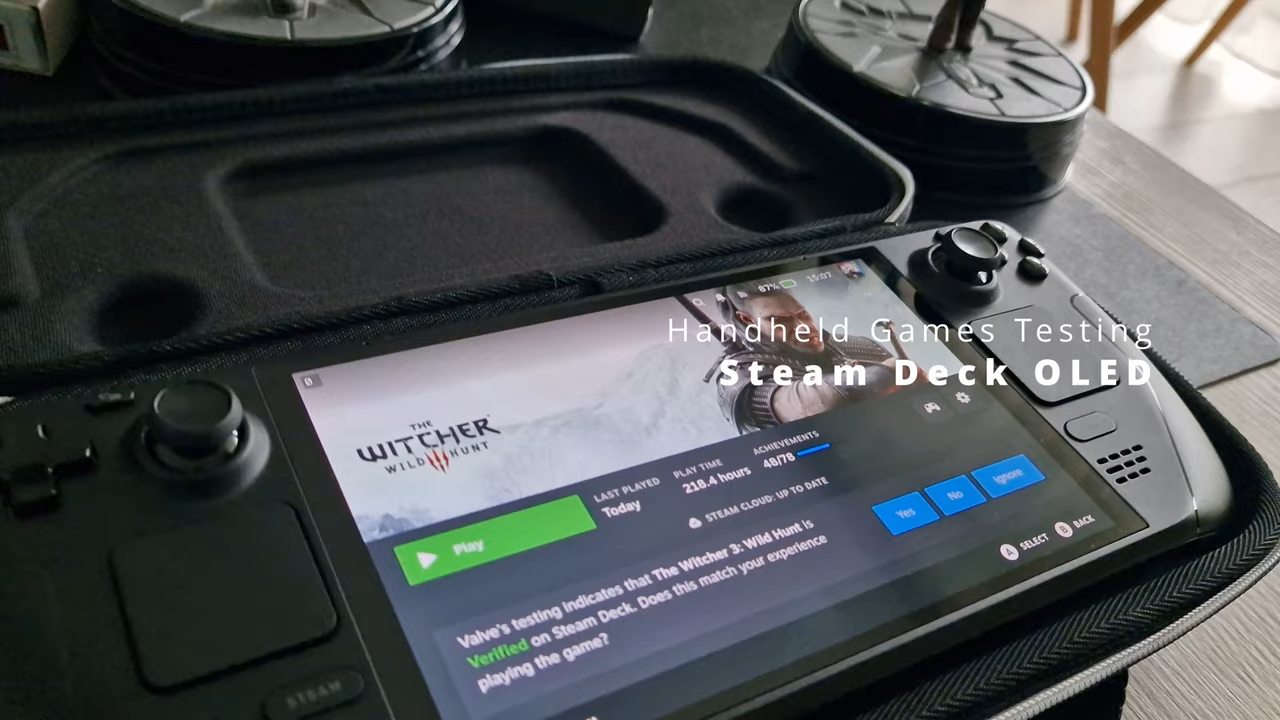 87% 15:07
Handheld Games Testing
Steam Deck OLED
THE
WITCHER
WILD HUNT
Play
LAST PLAYED
Today
PLAY TIME
218.4 hours
ACHIEVEMENTS
48/78
STEAM CLOUD: UP TO DATE
Valve's testing indicates that The Witcher 3: Wild Hunt is
Verified on Steam Deck. Does this match your experience
playing the game?
Yes
No
Ignore
A SELECT B BACK
STEAM